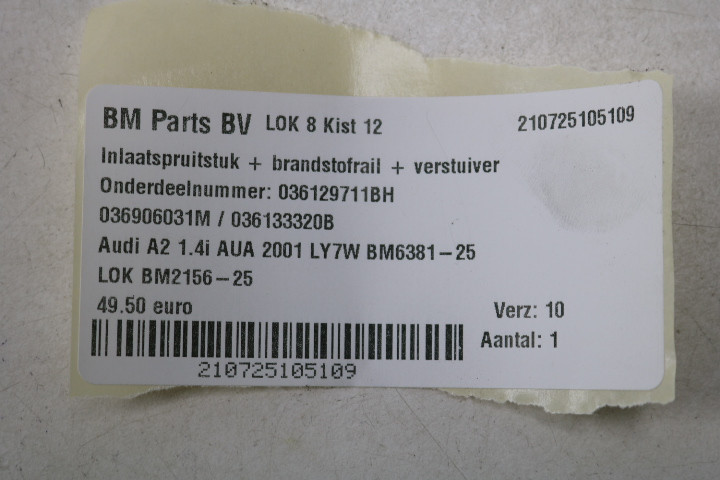 BM Parts BV LOK 8 Kist 12 210725105109
Inlaatspruitstuk + brandstofrail + verstuiver
Onderdeelnummer: 036129711BH
036906031M / 036133320B
Audi A2 1.4i AUA 2001 LY7W BM6381-25
LOK BM2156-25
49.50 euro Verz: 10
Aantal: 1
210725105109